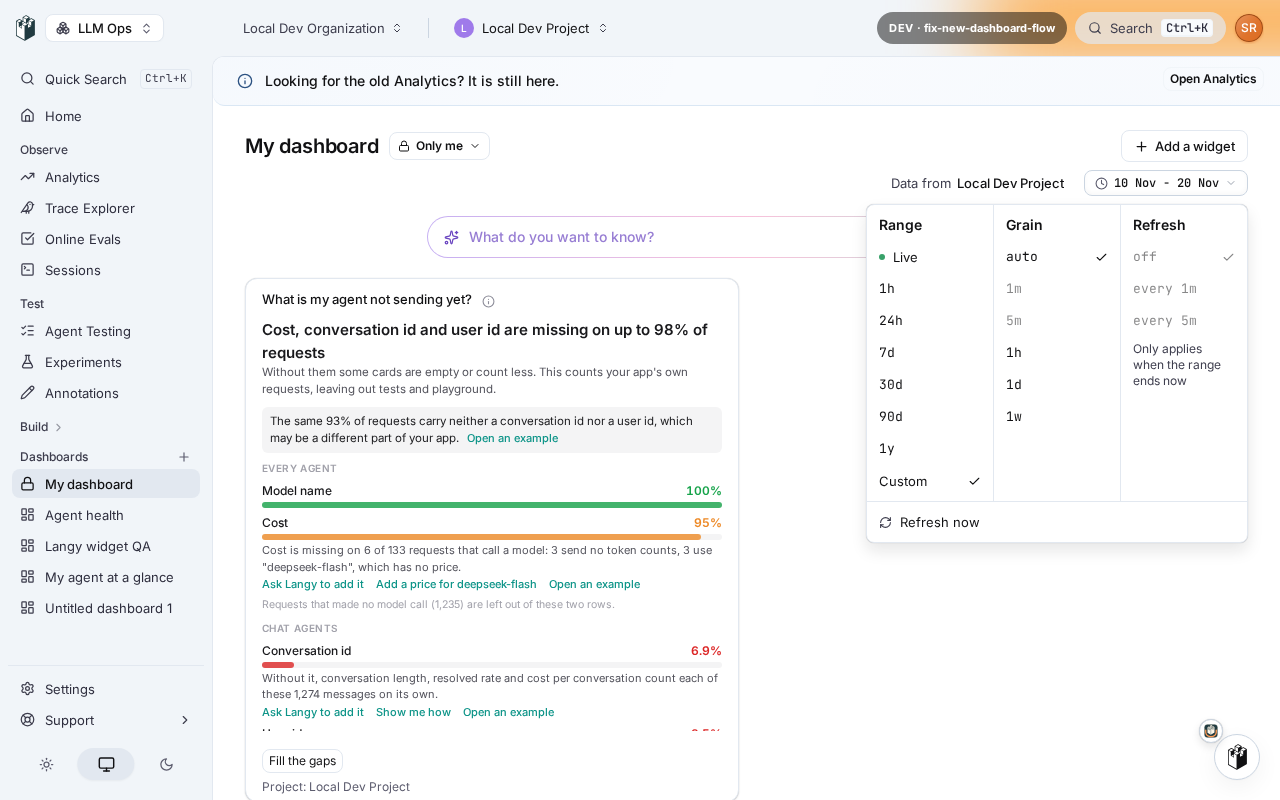 LLM Ops
Local Dev Organization
L
Local Dev Project
DEV · fix-new-dashboard-flow
Search Ctrl+K
SR
Quick Search Ctrl+K
Home
Observe
Analytics
Trace Explorer
Online Evals
Sessions
Test
Agent Testing
Experiments
Annotations
Build
Dashboards
My dashboard
Agent health
Langy widget QA
My agent at a glance
Untitled dashboard 1
Settings
Support
Looking for the old Analytics? It is still here.
Open Analytics
My dashboard
Only me
Add a widget
Data from Local Dev Project
10 Nov - 20 Nov
What do you want to know?
Range
Live
1h
24h
7d
30d
90d
1y
Custom
Grain
auto
1m
5m
1h
1d
1w
Refresh
off
every 1m
every 5m
Only applies
when the range
ends now
Refresh now
What is my agent not sending yet?
Cost, conversation id and user id are missing on up to 98% of
requests
Without them some cards are empty or count less. This counts your app's own
requests, leaving out tests and playground.
The same 93% of requests carry neither a conversation id nor a user id, which
may be a different part of your app. Open an example
EVERY AGENT
Model name 100%
Cost 95%
Cost is missing on 6 of 133 requests that call a model: 3 send no token counts, 3 use
"deepseek-flash", which has no price.
Ask Langy to add it Add a price for deepseek-flash Open an example
Requests that made no model call (1,235) are left out of these two rows.
CHAT AGENTS
Conversation id 6.9%
Without it, conversation length, resolved rate and cost per conversation count each of
these 1,274 messages on its own.
Ask Langy to add it Show me how Open an example
Fill the gaps
Project: Local Dev Project